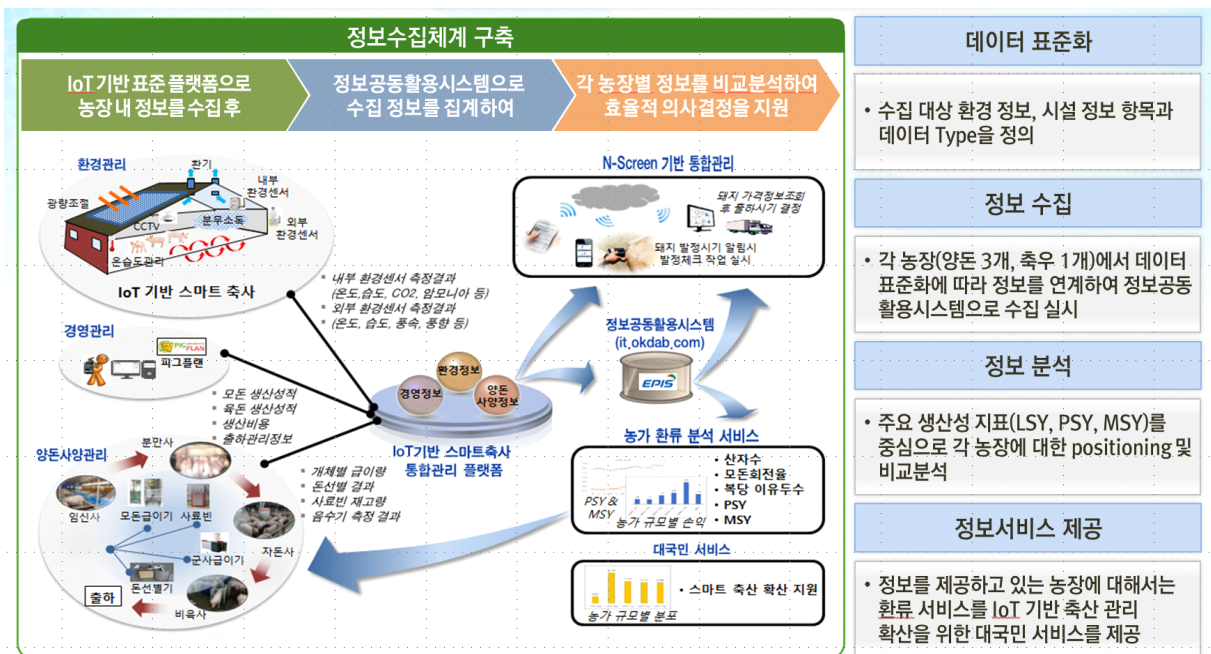 정보수집체계 구축
IoT 기반 표준 플랫폼으로
농장 내 정보를 수집 후
정보공동활용시스템으로
수집 정보를 집계하여
각 농장별 정보를 비교분석하여
효율적 의사결정을 지원
환경관리
환기
내부
환경센서
광량조절
CCTV
분무소독
외부
환경센서
온습도관리
IoT 기반 스마트 축사
▪ 내부 환경센서 측정결과
(온도,습도, CO2, 암모니아 등)
▪ 외부 환경센서 측정결과
(온도, 습도, 풍속, 풍향 등)
경영관리
PIGPLAN
피그플랜
▪ 모돈 생산성적
▪ 육돈 생산성적
▪ 생산비용
▪ 출하관리정보
양돈사양관리
분만사
임신사
모돈급이기
사료빈
자돈사
군사급이기
돈선별기
출하
비육사
▪ 개체별 급이량
▪ 돈선별 결과
▪ 사료빈 재고량
▪ 음수기 측정 결과
경영정보
환경정보
양돈
사양정보
IoT기반 스마트축사
통합관리 플랫폼
N-Screen 기반 통합관리
돼지 가격정보조회
후 출하시기 결정
돼지 발정시기 알림시
발정체크 작업 실시
정보공동활용시스템
(it.okdab.com)
EPIS
농가 환류 분석 서비스
PSY &
MSY
농가 규모별 손익
• 산자수
• 모돈회전율
• 복당 이유두수
• PSY
• MSY
대국민 서비스
농가 규모별 분포
• 스마트 축산 확산 지원
데이터 표준화
• 수집 대상 환경 정보, 시설 정보 항목과
데이터 Type을 정의
정보 수집
• 각 농장(양돈 3개, 축우 1개)에서 데이터
표준화에 따라 정보를 연계하여 정보공동
활용시스템으로 수집 실시
정보 분석
• 주요 생산성 지표(LSY, PSY, MSY)를
중심으로 각 농장에 대한 positioning 및
비교분석
정보서비스 제공
• 정보를 제공하고 있는 농장에 대해서는
환류 서비스를 IoT 기반 축산 관리
확산을 위한 대국민 서비스를 제공